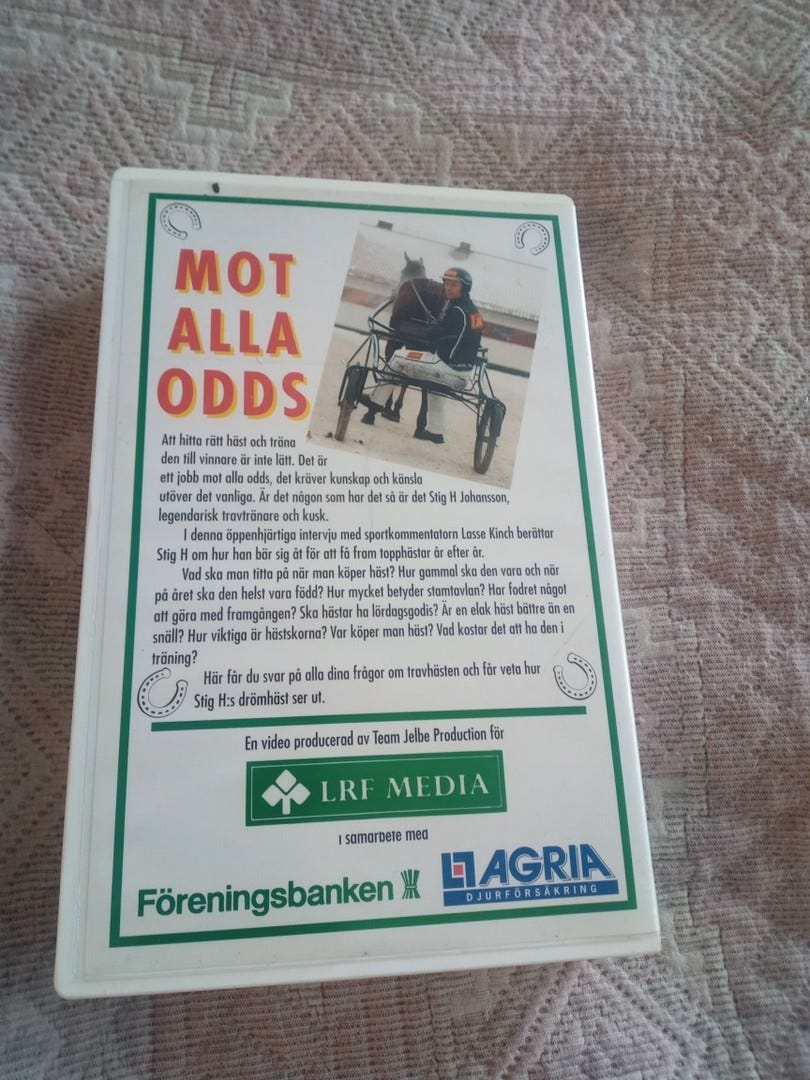 MOT
ALLA
ODDS
Att hitta rätt häst och träna
den till vinnare är inte lätt. Det är
ett jobb mot alla odds, det kräver kunskap och känsla
utöver det vanliga. Är det någon som har det så är det Stig H Johansson,
legendarisk travtränare och kusk.
I denna öppenhjärtiga intervju med sportkommentatorn Lasse Kinch berättar
Stig H om hur han bär sig åt för att få fram topphästar år efter år.
Vad ska man titta på när man köper häst? Hur gammal ska den vara och när
på året ska den helst vara född? Hur mycket betyder stamtavlan? Har fodret något
att göra med framgången? Ska hästar ha lördagsgodis? Är en elak häst bättre än en
snäll? Hur viktiga är hästskorna? Var köper man häst? Vad kostar det att ha den i
träning?
Här får du svar på alla dina frågor om travhästen och får veta hur
Stig H:s drömhäst ser ut.
En video producerad av Team Jelbe Production för
LRF MEDIA
i samarbete med
Föreningsbanken
AGRIA
DJURFÖRSÄKRING